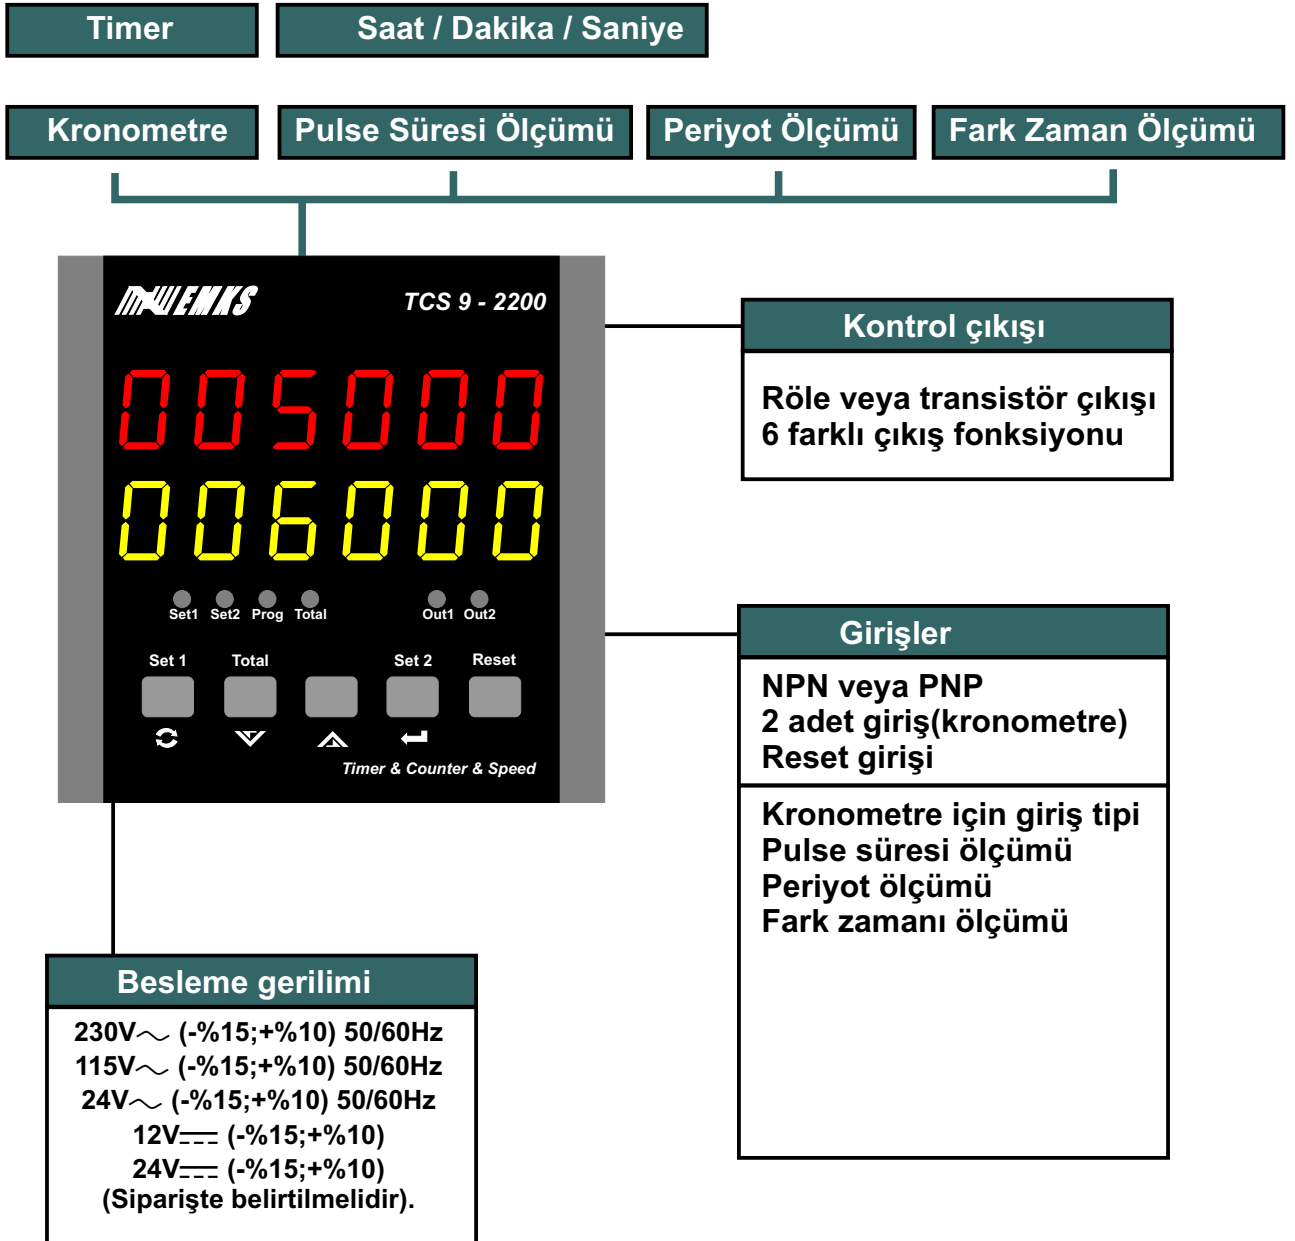 Timer
Saat / Dakika / Saniye
Kronometre
Pulse Süresi Ölçümü
Periyot Ölçümü
Fark Zaman Ölçümü
EMKS
TCS 9 - 2200
005000
006000
Set1 Set2 Prog Total Out1 Out2
Set 1 Total Set 2 Reset
Timer & Counter & Speed
Kontrol çıkışı
Röle veya transistör çıkışı
6 farklı çıkış fonksiyonu
Girişler
NPN veya PNP
2 adet giriş(kronometre)
Reset girişi
Kronometre için giriş tipi
Pulse süresi ölçümü
Periyot ölçümü
Fark zamanı ölçümü
Besleme gerilimi
230V~ (-%15;+%10) 50/60Hz
115V~ (-%15;+%10) 50/60Hz
24V~ (-%15;+%10) 50/60Hz
12V⎓ (-%15;+%10)
24V⎓ (-%15;+%10)
(Siparişte belirtilmelidir).